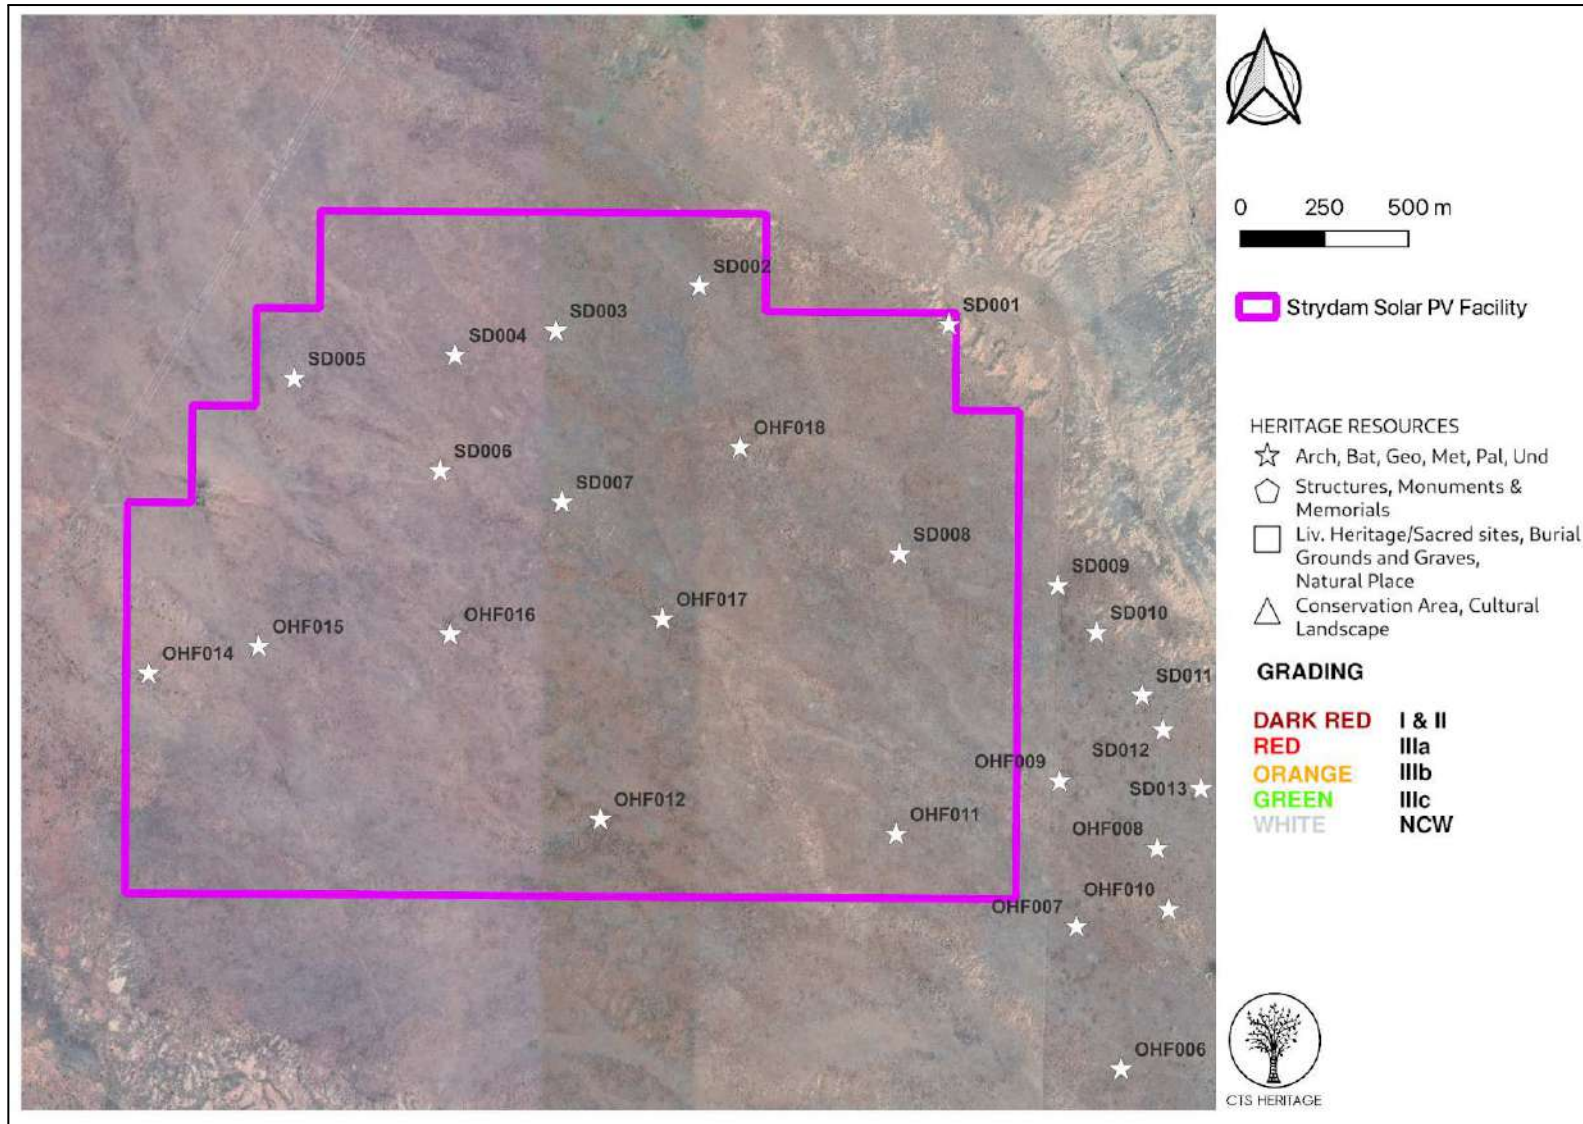 0 250 500 m
SD002
SD001
Strydam Solar PV Facility
SD003
SD004
SD005
OHF018
HERITAGE RESOURCES
SD006
Arch, Bat, Geo, Met, Pal, Und
SD007
Structures, Monuments &
Memorials
SD008
Liv. Heritage/Sacred sites, Burial
Grounds and Graves,
Natural Place
SD009
OHF017
Conservation Area, Cultural
Landscape
OHF016
SD010
OHF015
OHF014
GRADING
SD011
DARK RED I & II
RED IIIa
SD012
OHF009
ORANGE IIIb
SD013
GREEN IIIc
OHF012
WHITE NCW
OHF011
OHF008
OHF010
OHF007
OHF006
CTS HERITAGE